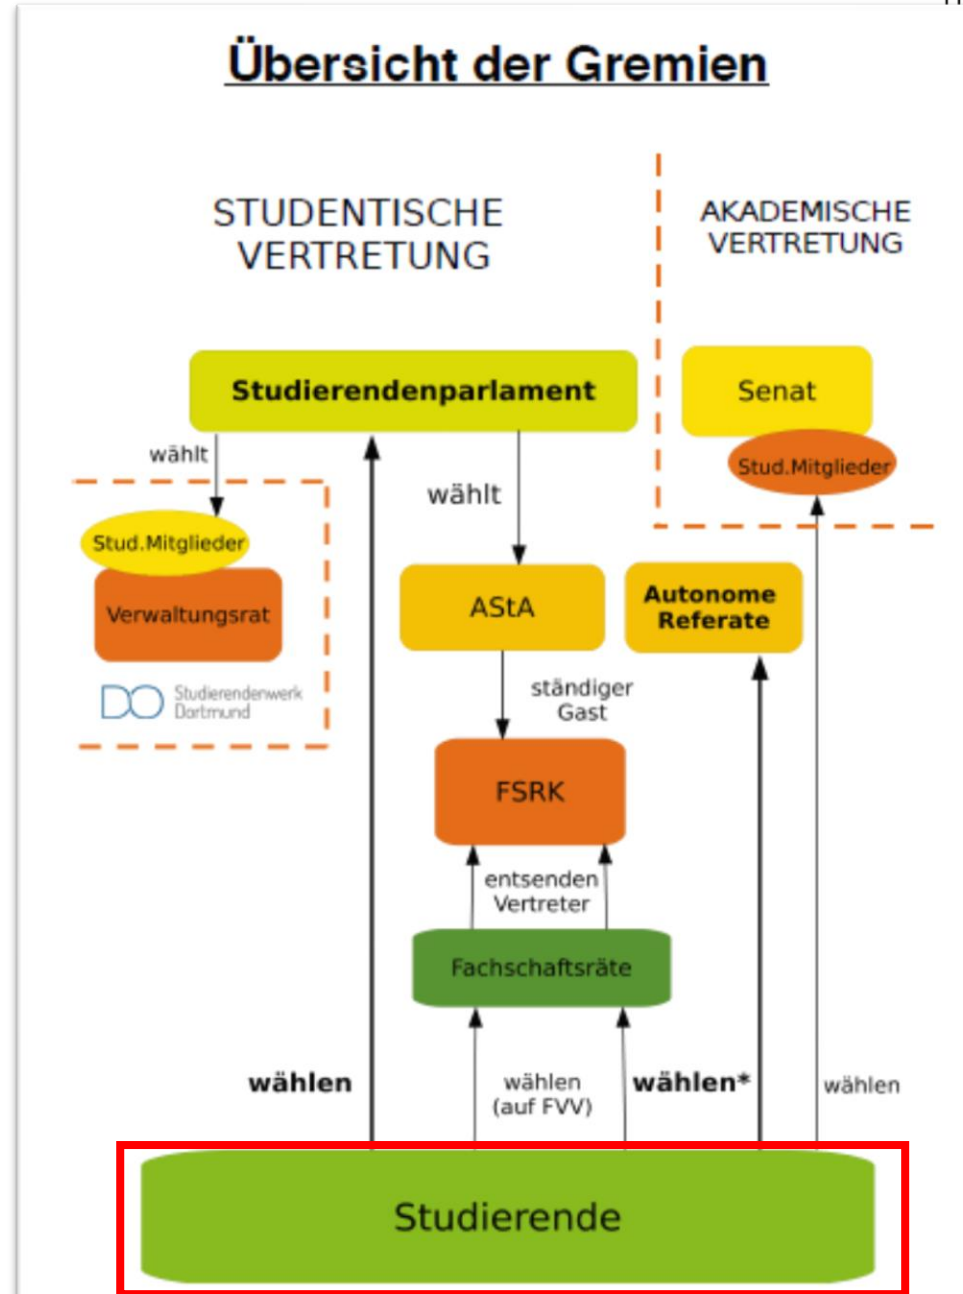 Übersicht der Gremien
STUDENTISCHE
VERTRETUNG
AKADEMISCHE
VERTRETUNG
Studierendenparlament
Senat
Stud.Mitglieder
wählt
wählt
Stud.Mitglieder
Verwaltungsrat
DO Studierendenwerk
Dortmund
AStA
Autonome
Referate
ständiger
Gast
FSRK
entsenden
Vertreter
Fachschaftsräte
wählen
wählen
(auf FVV)
wählen*
wählen
Studierende